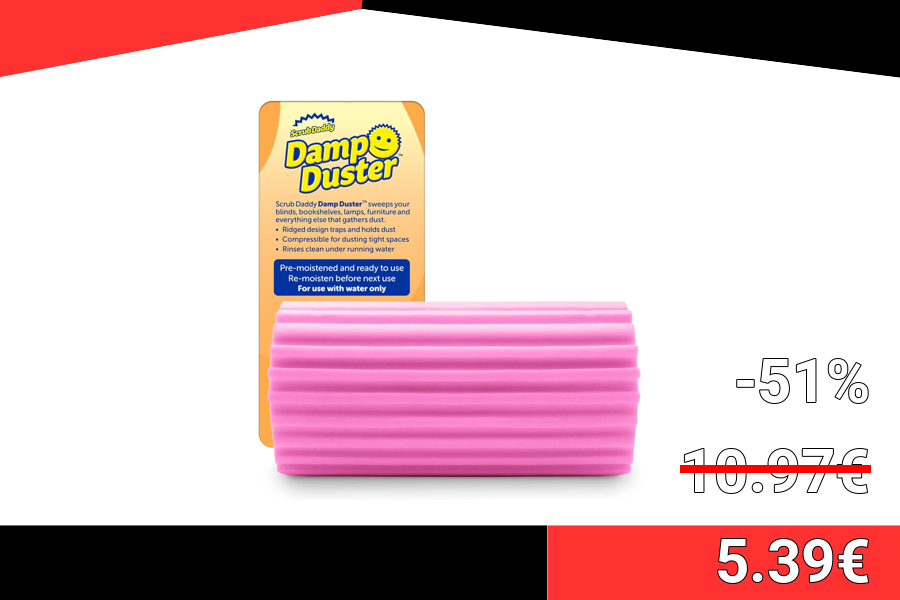 Scrub Daddy
Damp
Duster™
Scrub Daddy Damp Duster™ sweeps your
blinds, bookshelves, lamps, furniture and
everything else that gathers dust.
• Ridged design traps and holds dust
• Compressible for dusting tight spaces
• Rinses clean under running water
Pre-moistened and ready to use
Re-moisten before next use
For use with water only
-51%
10.97€
5.39€